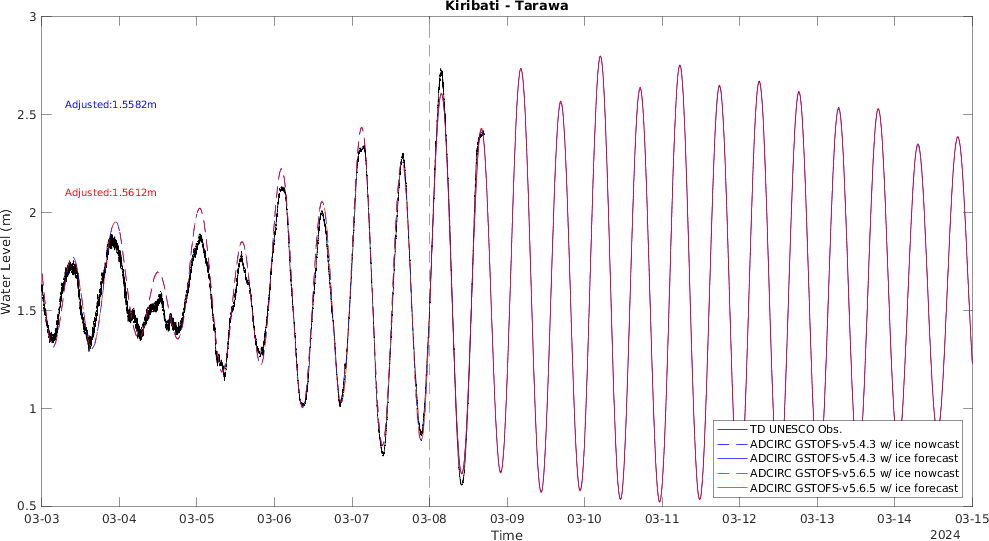 Kiribati - Tarawa
3
2.5
2
1.5
1
0.5
Water Level (m)
Adjusted:1.5582m
Adjusted:1.5612m
TD UNESCO Obs.
ADCIRC GSTOFS-v5.4.3 w/ ice nowcast
ADCIRC GSTOFS-v5.4.3 w/ ice forecast
ADCIRC GSTOFS-v5.6.5 w/ ice nowcast
ADCIRC GSTOFS-v5.6.5 w/ ice forecast
03-03 03-04 03-05 03-06 03-07 03-08 03-09 03-10 03-11 03-12 03-13 03-14 03-15
Time
2024